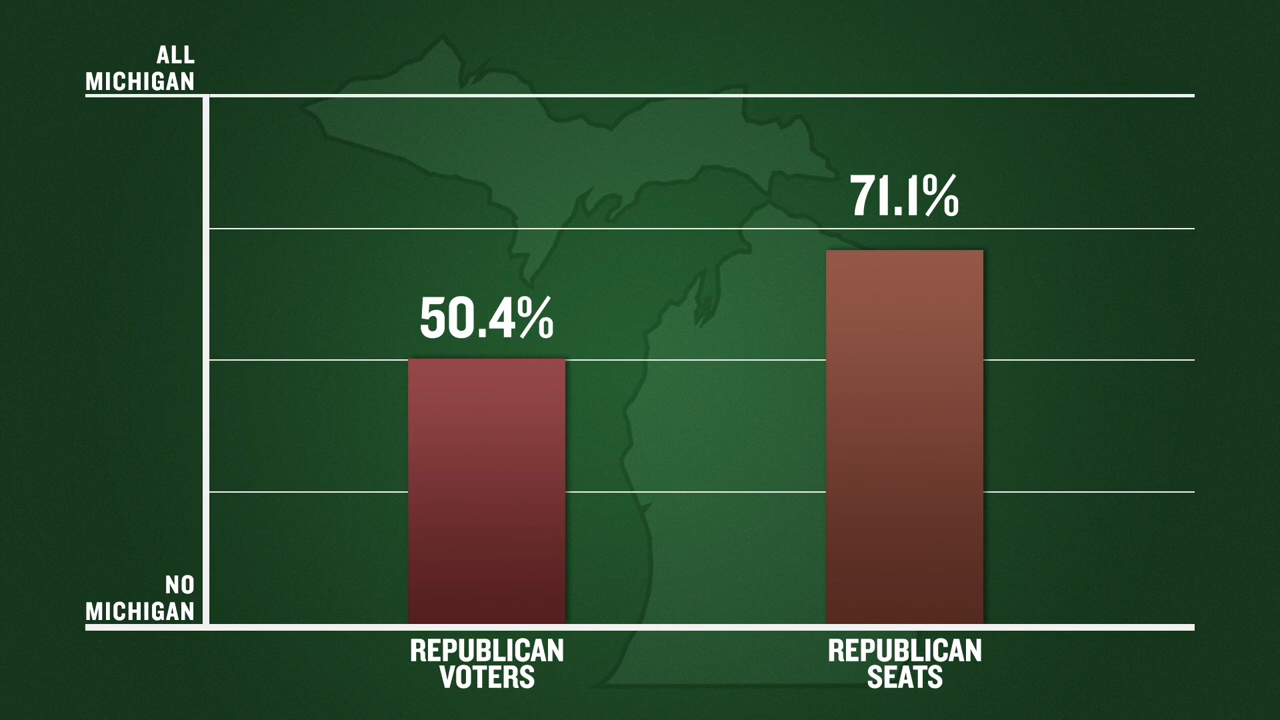 ALL
MICHIGAN
71.1%
50.4%
NO
MICHIGAN
REPUBLICAN
VOTERS
REPUBLICAN
SEATS